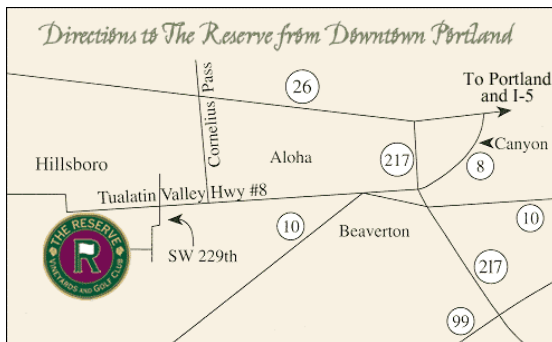 Directions to The Reserve from Downtown Portland
To Portland
and I-5
26
Cornelius Pass
Canyon
8
217
Aloha
Hillsboro
Tualatin Valley Hwy #8
10
10
Beaverton
SW 229th
THE RESERVE
R
VINEYARDS AND GOLF CLUB
217
99